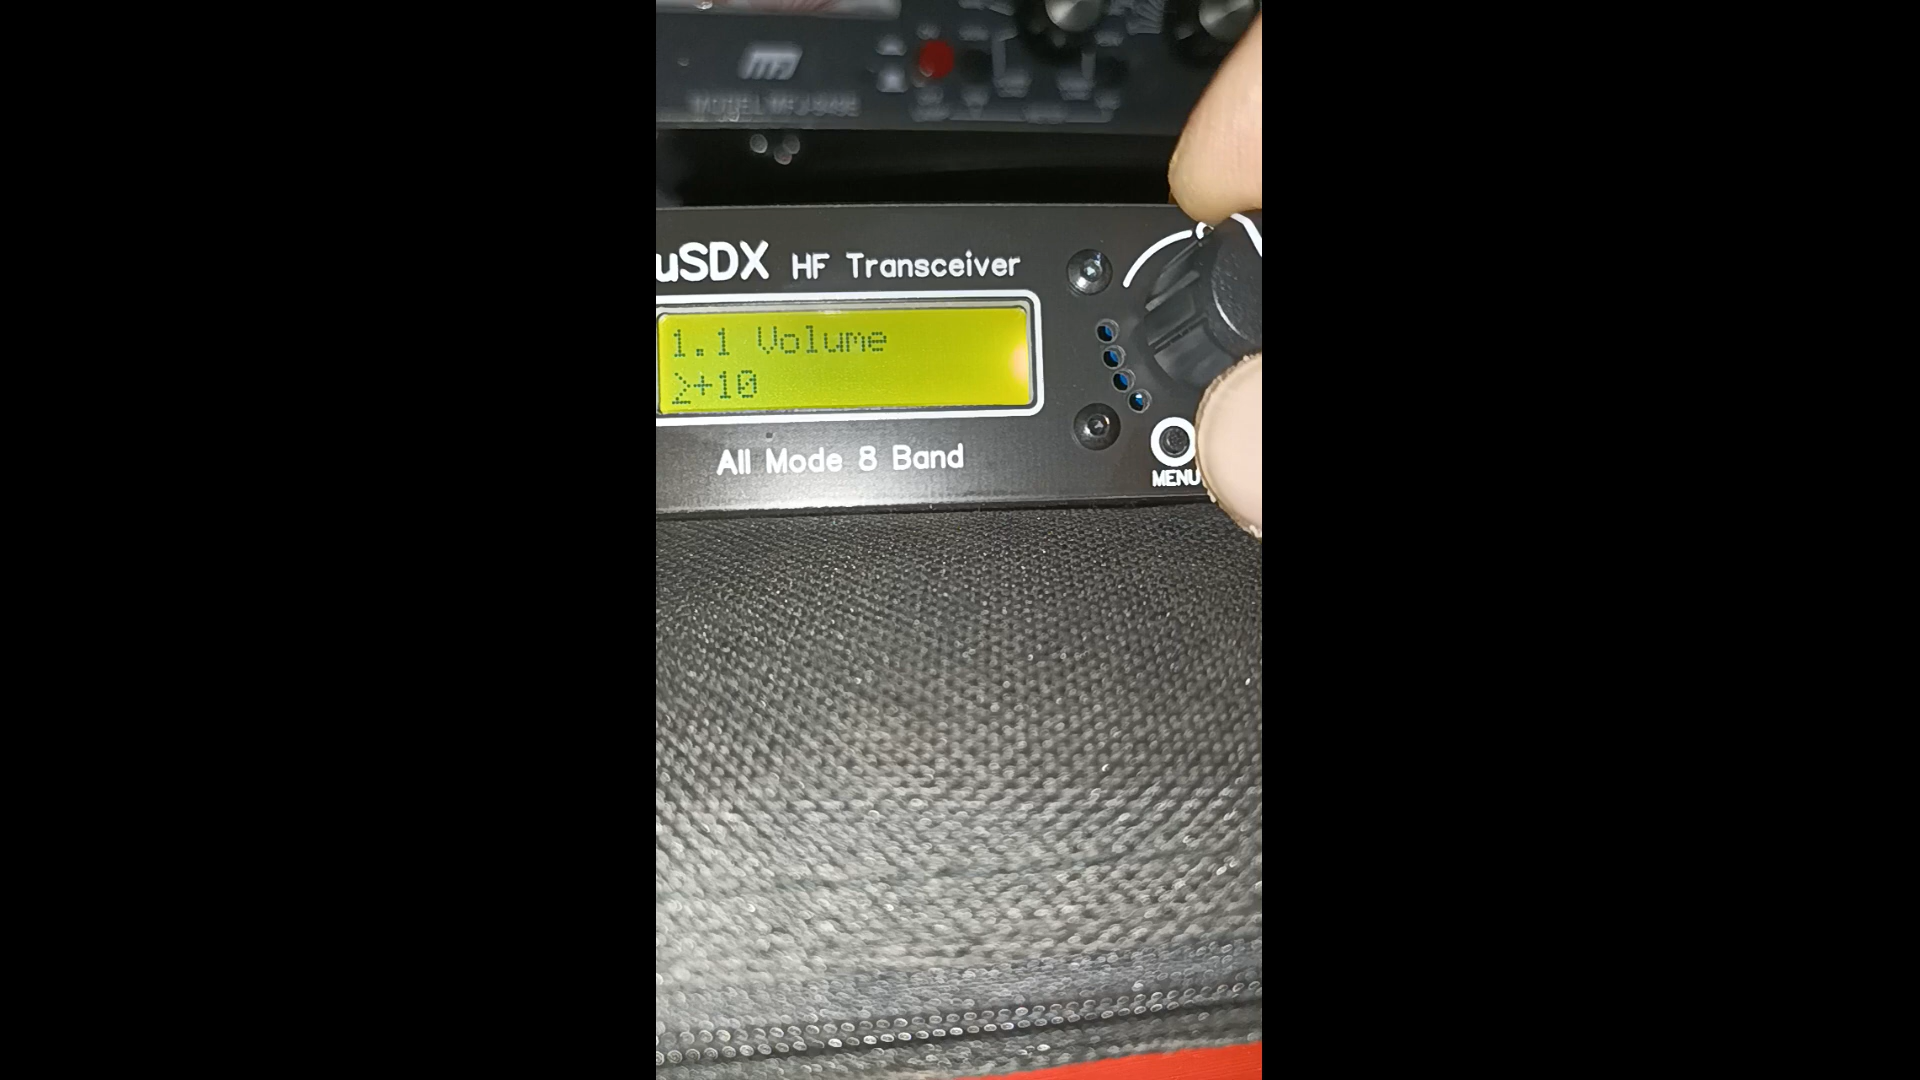 uSDX HF Transceiver
1.1 Volume
>+10
All Mode 8 Band
MENU